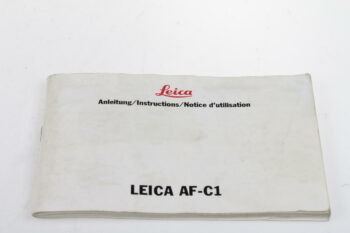 Leica
Anleitung/Instructions/Notice d'utilisation
LEICA AF-C1